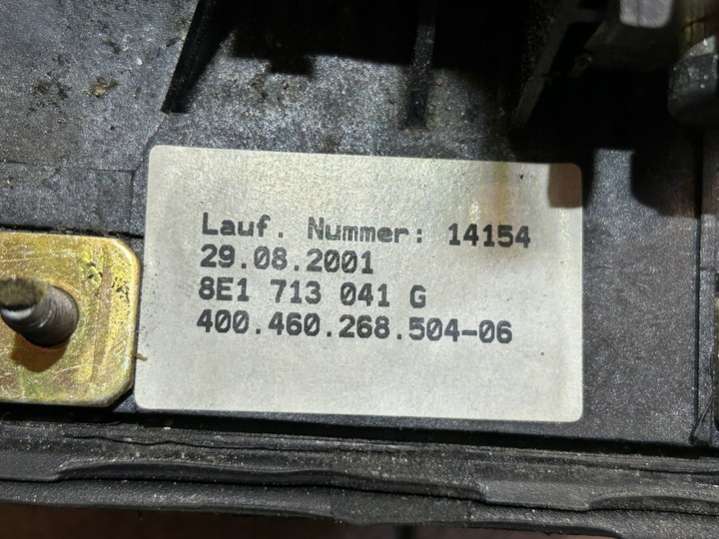 Lauf. Nummer: 14154
29.08.2001
8E1 713 041 G
400.460.268.504-06